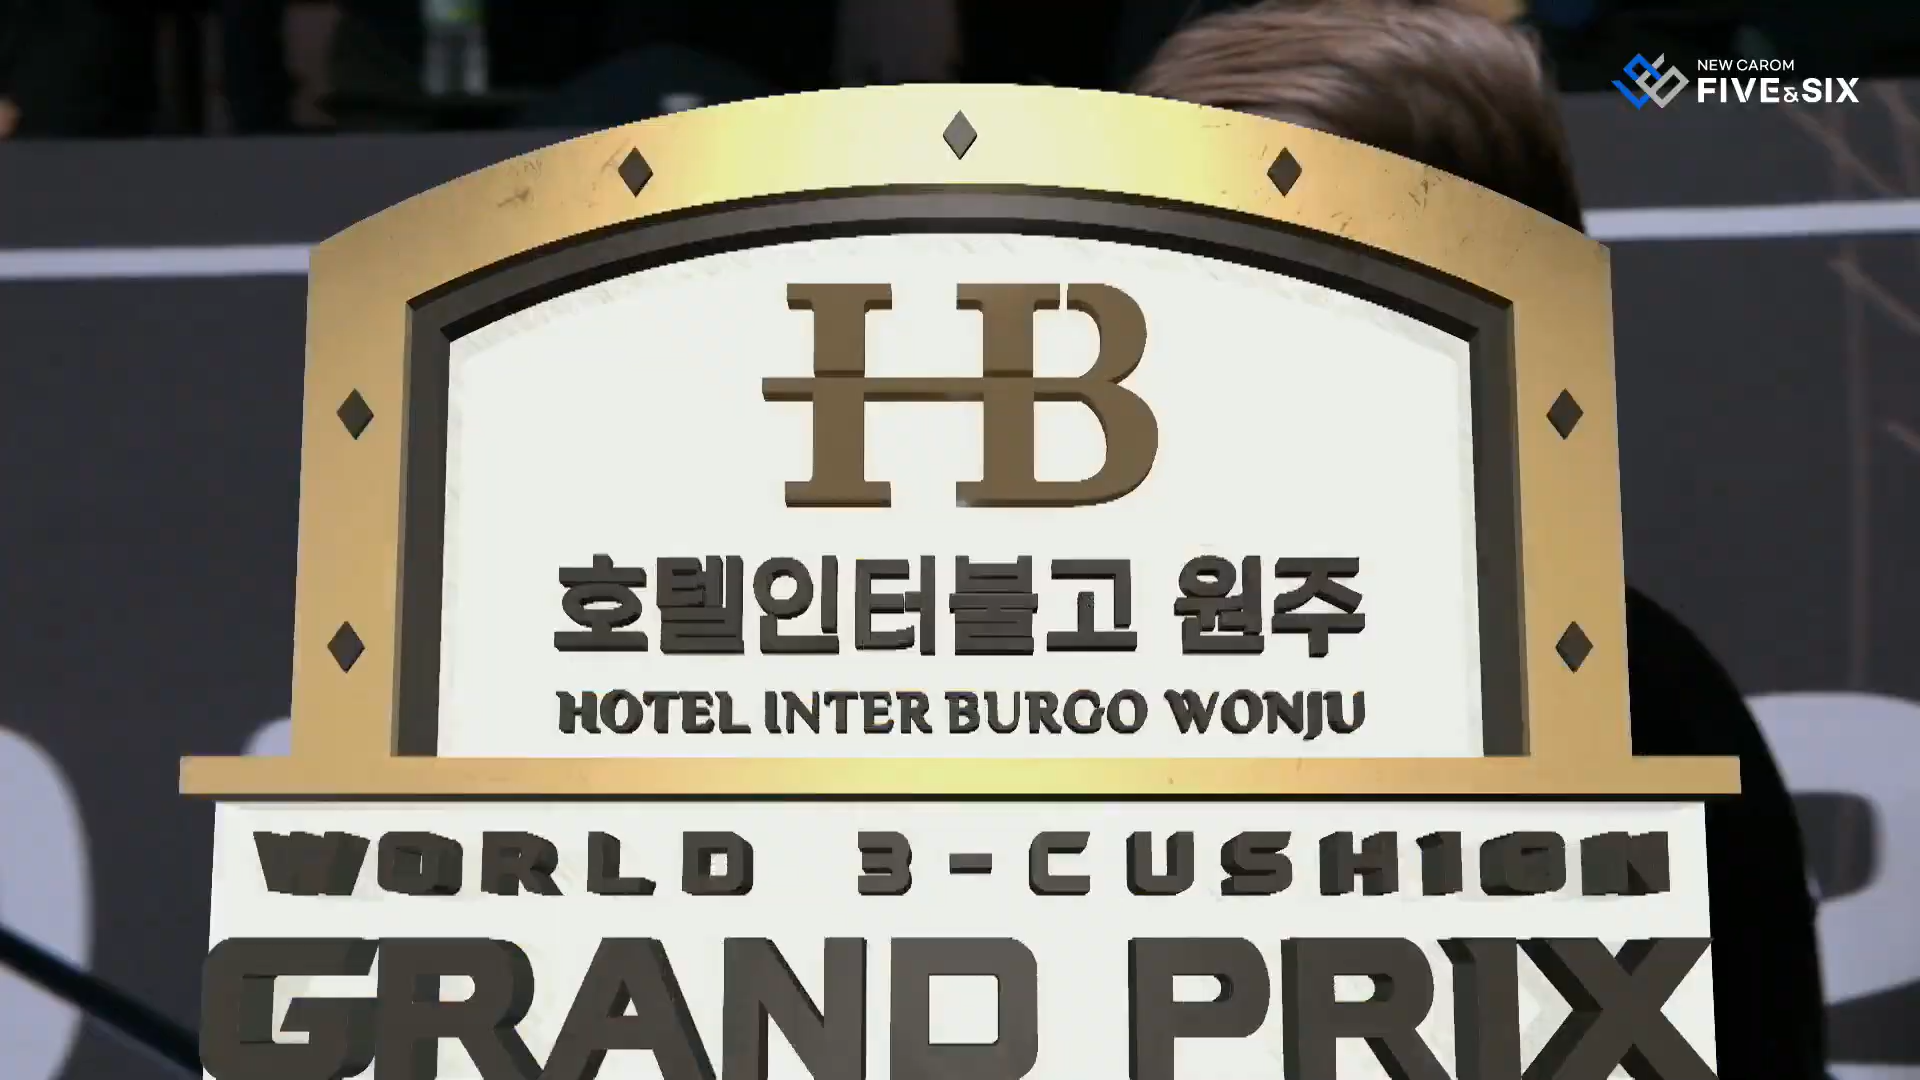 NEW CAROM
FIVE&SIX
HB
호텔인터불고 원주
HOTEL INTER BURGO WONJU
WORLD 3-CUSHION
GRAND PRIX